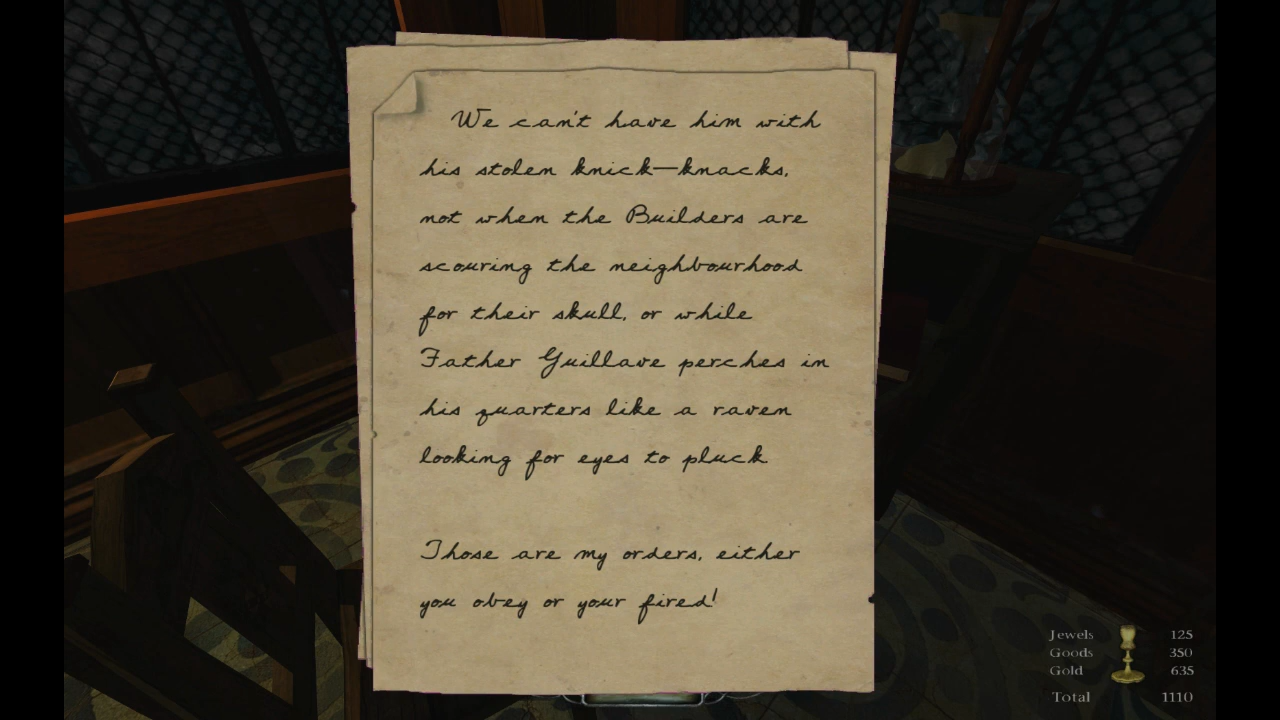 We can't have him with
his stolen knick—knacks,
not when the Builders are
scouring the neighbourhood
for their skull, or while
Father Guillave perches in
his quarters like a raven
looking for eyes to pluck
Those are my orders, either
you obey or your fired!
Jewels 125
Goods 350
Gold 635
Total 1110